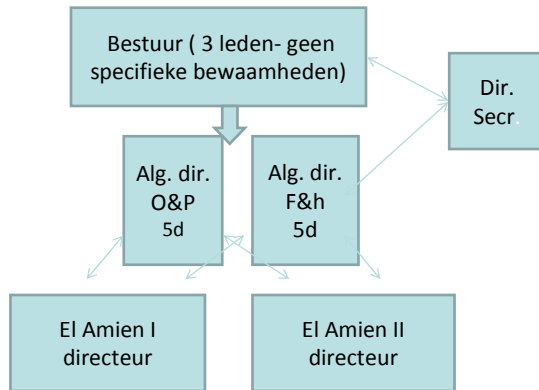 Bestuur ( 3 leden- geen
specifieke bewaamheden)
Dir.
Secr.
Alg. dir.
O&P
5d
Alg. dir.
F&h
5d
El Amien I
directeur
El Amien II
directeur